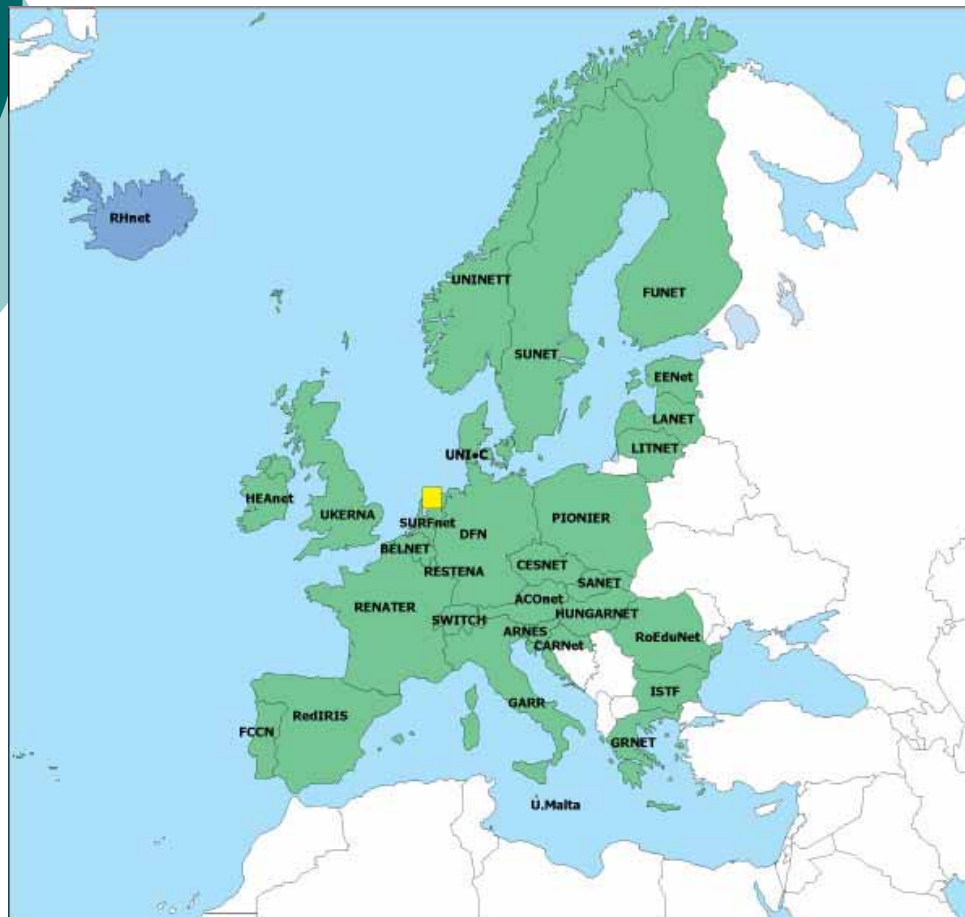 RHnet
UNINETT
FUNET
SUNET
EENet
LANET
LITNET
UNI•C
HEAnet
UKERNA
SURFnet
PIONIER
DFN
BELNET
CESNET
RESTENA
SANET
ACOnet
RENATER
HUNGARNET
SWITCH
ARNES
RoEduNet
CARNet
ISTF
GARR
RedIRIS
FCCN
GRNET
U.Malta